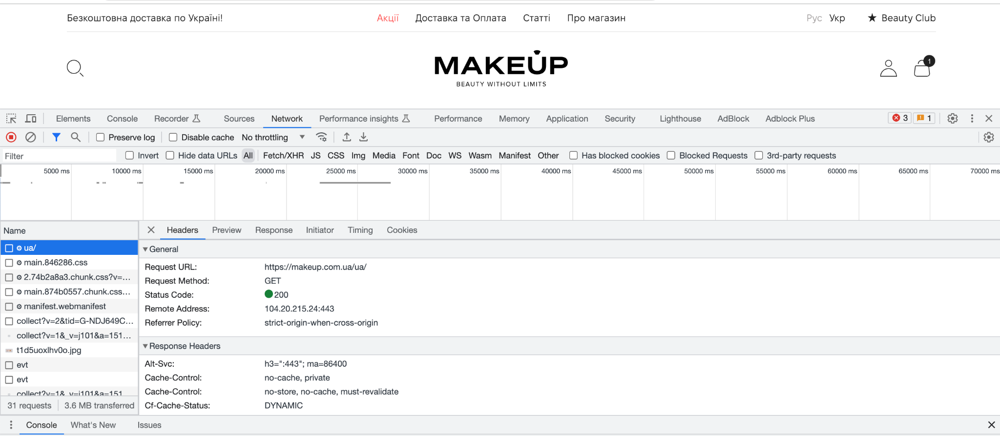 Безкоштовна доставка по Україні! Акції Доставка та Оплата Статті Про магазин Рус Укр ★ Beauty Club
MAKEUP
BEAUTY WITHOUT LIMITS
1
Elements Console Recorder Sources Network Performance insights Performance Memory Application Security Lighthouse AdBlock Adblock Plus 3 1
Preserve log Disable cache No throttling
Filter Invert Hide data URLs All Fetch/XHR JS CSS Img Media Font Doc WS Wasm Manifest Other Has blocked cookies Blocked Requests 3rd-party requests
5000 ms 10000 ms 15000 ms 20000 ms 25000 ms 30000 ms 35000 ms 40000 ms 45000 ms 50000 ms 55000 ms 60000 ms 65000 ms 70000 ms
Name
ua/
main.846286.css
2.74b2a8a3.chunk.css?v=...
main.874b0557.chunk.css...
manifest.webmanifest
collect?v=2&tid=G-NDJ649C...
collect?v=1&_v=j101&a=151...
t1d5uoxlhv0o.jpg
evt
evt
collect?v=1&_v=j101&a=151
31 requests 3.6 MB transferred
Headers Preview Response Initiator Timing Cookies
General
Request URL: https://makeup.com.ua/ua/
Request Method: GET
Status Code: 200
Remote Address: 104.20.215.24:443
Referrer Policy: strict-origin-when-cross-origin
Response Headers
Alt-Svc: h3=":443"; ma=86400
Cache-Control: no-cache, private
Cache-Control: no-store, no-cache, must-revalidate
Cf-Cache-Status: DYNAMIC
Console What's New Issues